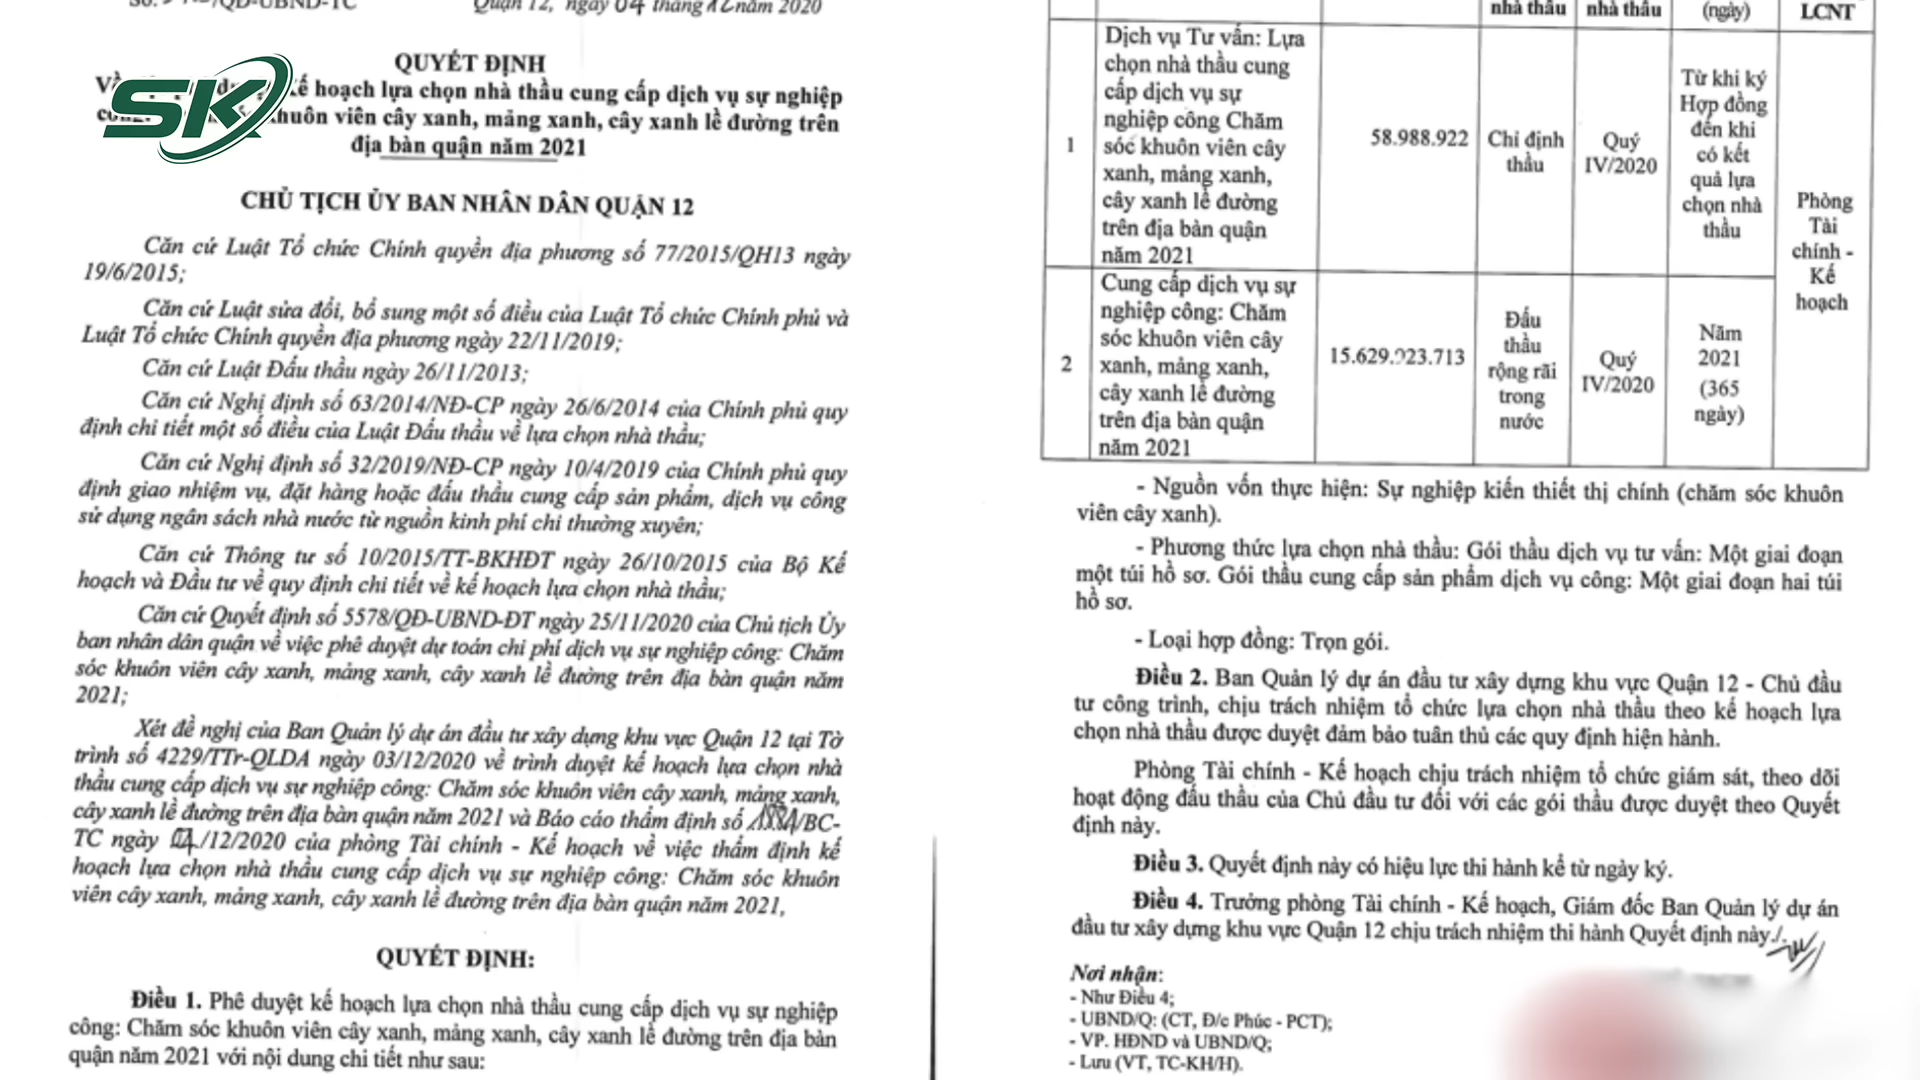 /QĐ-UBND-TC
Quận 12, ngày 04 tháng 12 năm 2020
SK
QUYẾT ĐỊNH
Kế hoạch lựa chọn nhà thầu cung cấp dịch vụ sự nghiệp
khuôn viên cây xanh, mảng xanh, cây xanh lề đường trên
địa bàn quận năm 2021
CHỦ TỊCH ỦY BAN NHÂN DÂN QUẬN 12
Căn cứ Luật Tổ chức Chính quyền địa phương số 77/2015/QH13 ngày
19/6/2015;
Căn cứ Luật sửa đổi, bổ sung một số điều của Luật Tổ chức Chính phủ và
Luật Tổ chức Chính quyền địa phương ngày 22/11/2019;
Căn cứ Luật Đấu thầu ngày 26/11/2013;
Căn cứ Nghị định số 63/2014/NĐ-CP ngày 26/6/2014 của Chính phủ quy
định chi tiết một số điều của Luật Đấu thầu về lựa chọn nhà thầu;
Căn cứ Nghị định số 32/2019/NĐ-CP ngày 10/4/2019 của Chính phủ quy
định giao nhiệm vụ, đặt hàng hoặc đấu thầu cung cấp sản phẩm, dịch vụ công
sử dụng ngân sách nhà nước từ nguồn kinh phí chi thường xuyên;
Căn cứ Thông tư số 10/2015/TT-BKHĐT ngày 26/10/2015 của Bộ Kế
hoạch và Đầu tư về quy định chi tiết về kế hoạch lựa chọn nhà thầu;
Căn cứ Quyết định số 5578/QĐ-UBND-ĐT ngày 25/11/2020 của Chủ tịch Ủy
ban nhân dân quận về việc phê duyệt dự toán chi phí dịch vụ sự nghiệp công: Chăm
sóc khuôn viên cây xanh, mảng xanh, cây xanh lề đường trên địa bàn quận năm
2021;
Xét đề nghị của Ban Quản lý dự án đầu tư xây dựng khu vực Quận 12 tại Tờ
trình số 4229/TTr-QLDA ngày 03/12/2020 về trình duyệt kế hoạch lựa chọn nhà
thầu cung cấp dịch vụ sự nghiệp công: Chăm sóc khuôn viên cây xanh, mảng xanh,
cây xanh lề đường trên địa bàn quận năm 2021 và Báo cáo thẩm định số /BC-
TC ngày 04/12/2020 của phòng Tài chính - Kế hoạch về việc thẩm định kế
hoạch lựa chọn nhà thầu cung cấp dịch vụ sự nghiệp công: Chăm sóc khuôn
viên cây xanh, mảng xanh, cây xanh lề đường trên địa bàn quận năm 2021,
QUYẾT ĐỊNH:
Điều 1. Phê duyệt kế hoạch lựa chọn nhà thầu cung cấp dịch vụ sự nghiệp
công: Chăm sóc khuôn viên cây xanh, mảng xanh, cây xanh lề đường trên địa bàn
quận năm 2021 với nội dung chi tiết như sau:
nhà thầu nhà thầu (ngày) LCNT
1
Dịch vụ Tư vấn: Lựa
chọn nhà thầu cung
cấp dịch vụ sự
nghiệp công Chăm
sóc khuôn viên cây
xanh, mảng xanh,
cây xanh lề đường
trên địa bàn quận
năm 2021
58.988.922
Chỉ định
thầu
Quý
IV/2020
Từ khi ký
Hợp đồng
đến khi
có kết
quả lựa
chọn nhà
thầu
Phòng
Tài
chính -
Kế
hoạch
2
Cung cấp dịch vụ sự
nghiệp công: Chăm
sóc khuôn viên cây
xanh, mảng xanh,
cây xanh lề đường
trên địa bàn quận
năm 2021
15.629.923.713
Đấu
thầu
rộng rãi
trong
nước
Quý
IV/2020
Năm
2021
(365
ngày)
- Nguồn vốn thực hiện: Sự nghiệp kiến thiết thị chính (chăm sóc khuôn
viên cây xanh).
- Phương thức lựa chọn nhà thầu: Gói thầu dịch vụ tư vấn: Một giai đoạn
một túi hồ sơ. Gói thầu cung cấp sản phẩm dịch vụ công: Một giai đoạn hai túi
hồ sơ.
- Loại hợp đồng: Trọn gói.
Điều 2. Ban Quản lý dự án đầu tư xây dựng khu vực Quận 12 - Chủ đầu
tư công trình, chịu trách nhiệm tổ chức lựa chọn nhà thầu theo kế hoạch lựa
chọn nhà thầu được duyệt đảm bảo tuân thủ các quy định hiện hành.
Phòng Tài chính - Kế hoạch chịu trách nhiệm tổ chức giám sát, theo dõi
hoạt động đấu thầu của Chủ đầu tư đối với các gói thầu được duyệt theo Quyết
định này.
Điều 3. Quyết định này có hiệu lực thi hành kể từ ngày ký.
Điều 4. Trưởng phòng Tài chính - Kế hoạch, Giám đốc Ban Quản lý dự án
đầu tư xây dựng khu vực Quận 12 chịu trách nhiệm thi hành Quyết định này./.
Nơi nhận:
- Như Điều 4;
- UBND/Q: (CT, Đ/c Phúc - PCT);
- VP. HĐND và UBND/Q;
- Lưu (VT, TC-KH/H).